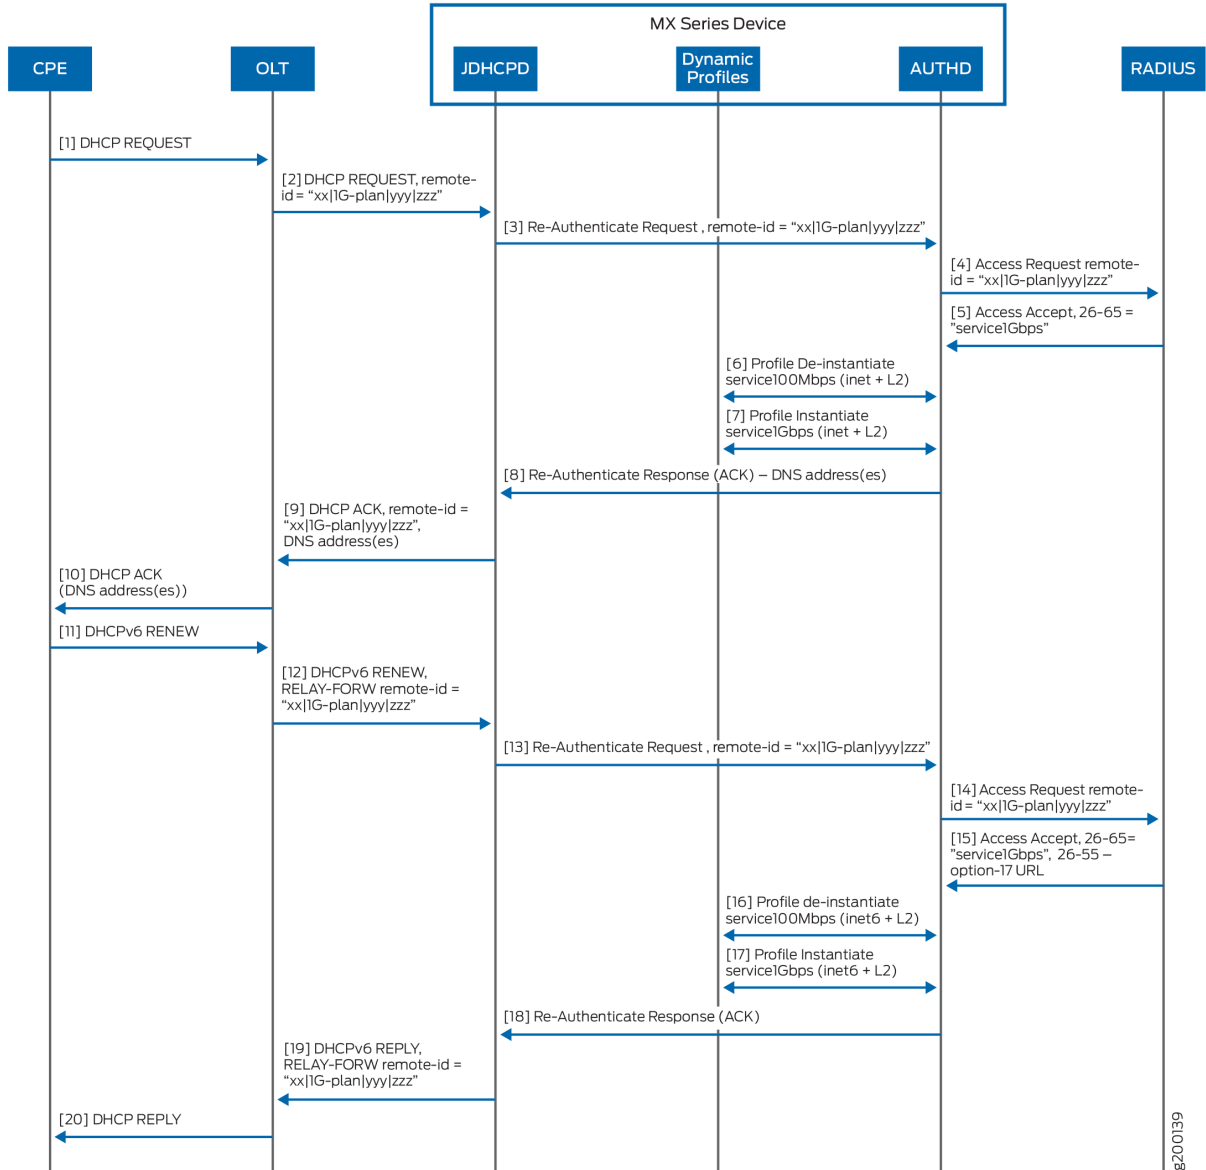 MX Series Device
CPE
OLT
JDHCPD
Dynamic
Profiles
AUTHD
RADIUS
[1] DHCP REQUEST
[2] DHCP REQUEST, remote-
id = “xx|1G-plan|yyy|zzz”
[3] Re-Authenticate Request , remote-id = “xx|1G-plan|yyy|zzz”
[4] Access Request remote-
id = “xx|1G-plan|yyy|zzz”
[5] Access Accept, 26-65 =
”service1Gbps”
[6] Profile De-instantiate
service100Mbps (inet + L2)
[7] Profile Instantiate
service1Gbps (inet + L2)
[8] Re-Authenticate Response (ACK) – DNS address(es)
[9] DHCP ACK, remote-id =
“xx|1G-plan|yyy|zzz”,
DNS address(es)
[10] DHCP ACK
(DNS address(es))
[11] DHCPv6 RENEW
[12] DHCPv6 RENEW,
RELAY-FORW remote-id =
“xx|1G-plan|yyy|zzz”
[13] Re-Authenticate Request , remote-id = “xx|1G-plan|yyy|zzz”
[14] Access Request remote-
id = “xx|1G-plan|yyy|zzz”
[15] Access Accept, 26-65=
”service1Gbps”, 26-55 –
option-17 URL
[16] Profile de-instantiate
service100Mbps (inet6 + L2)
[17] Profile Instantiate
service1Gbps (inet6 + L2)
[18] Re-Authenticate Response (ACK)
[19] DHCPv6 REPLY,
RELAY-FORW remote-id =
“xx|1G-plan|yyy|zzz”
[20] DHCP REPLY
g200139